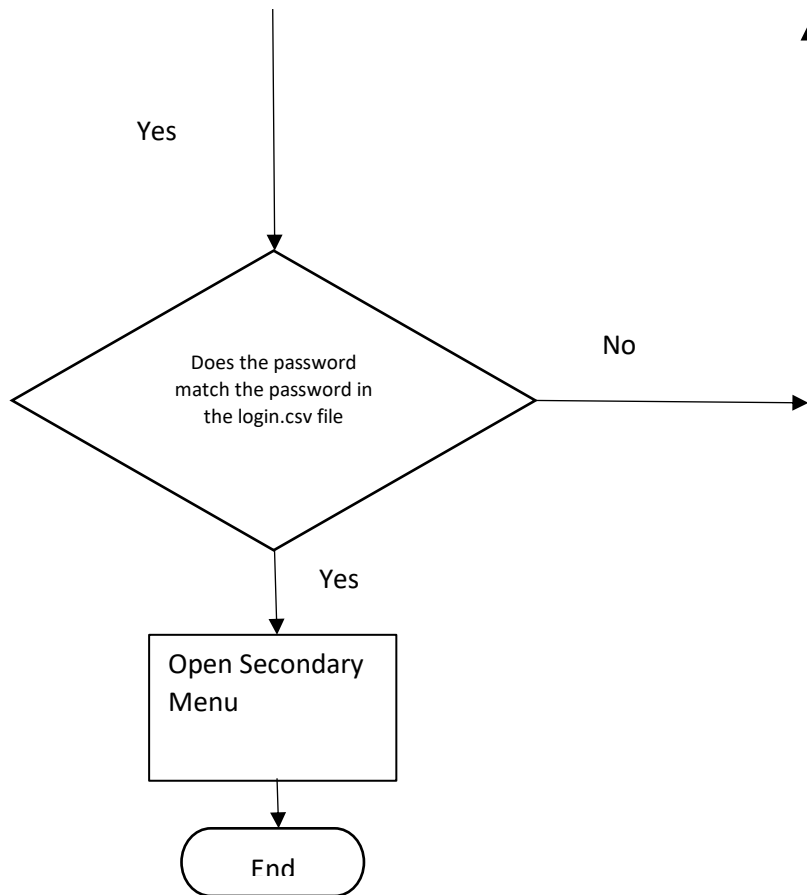 Yes
Does the password
match the password in
the login.csv file
No
Yes
Open Secondary
Menu
End